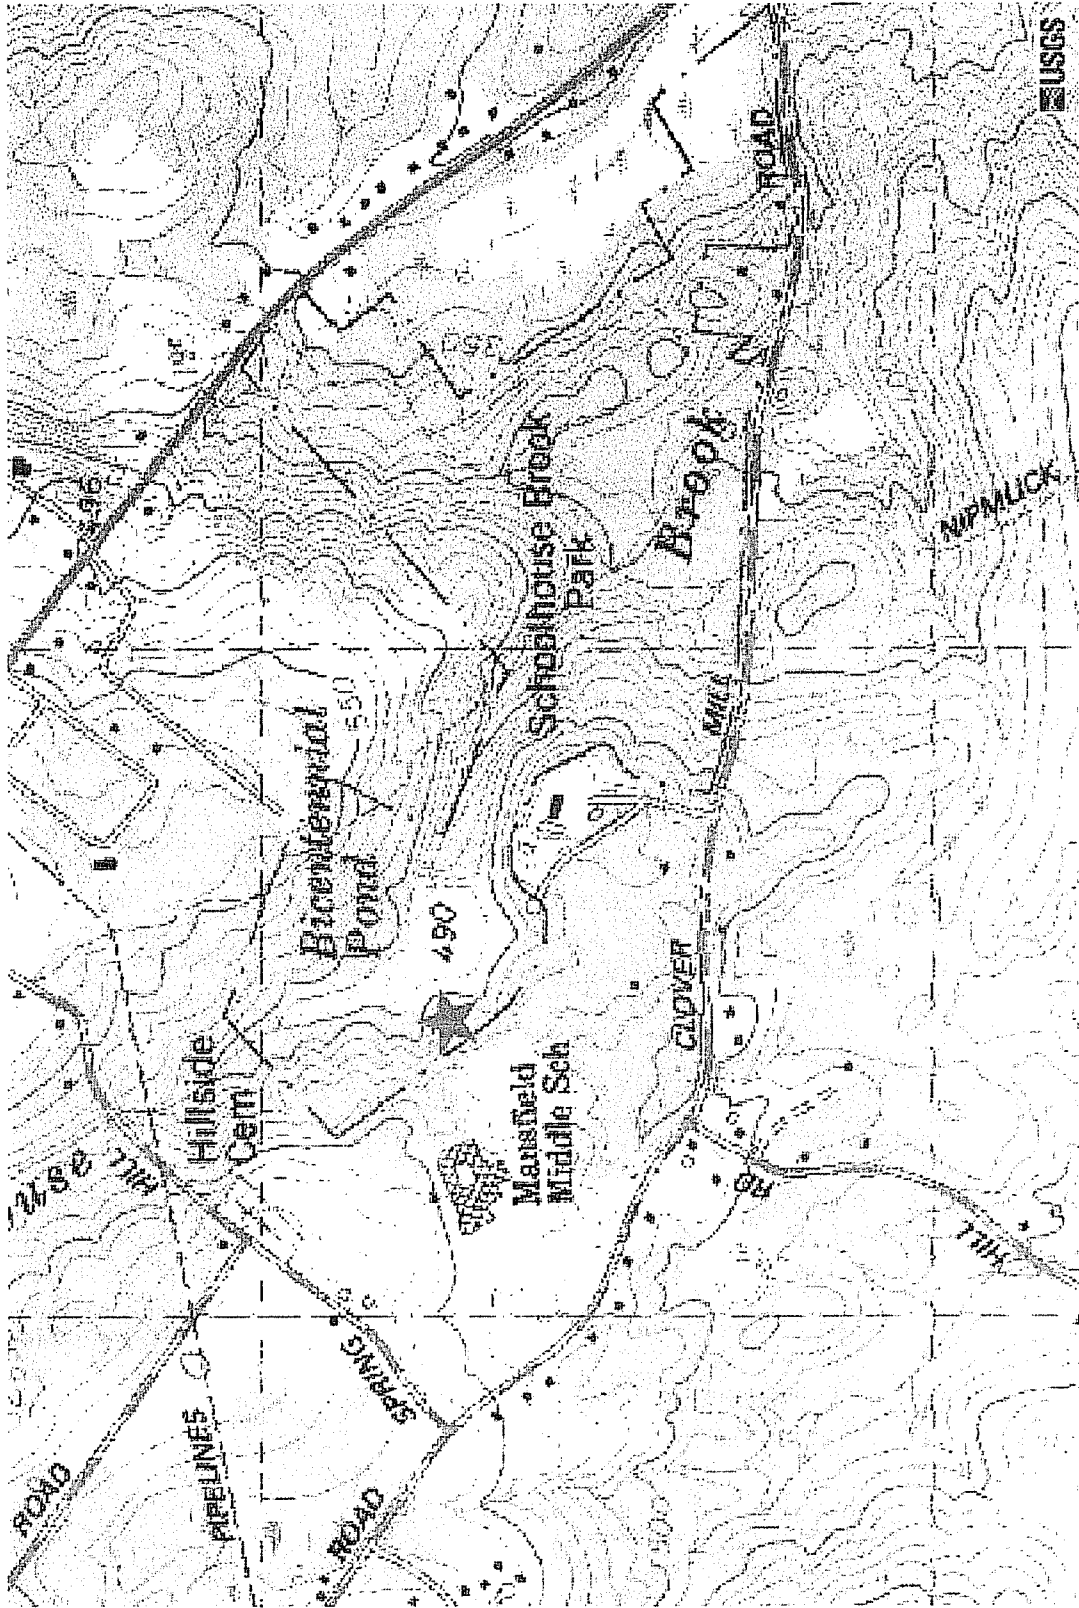 USGS
ROAD
350
Schoolhouse Brook
Park
Brook
NIPMUCK
550
Bicentennial
Pond
MILL
490
CLOVER
Hillside
Cem
HILL
Mansfield
Middle Sch
RD
HILL
SPRING
PIPELINES
ROAD
ROAD